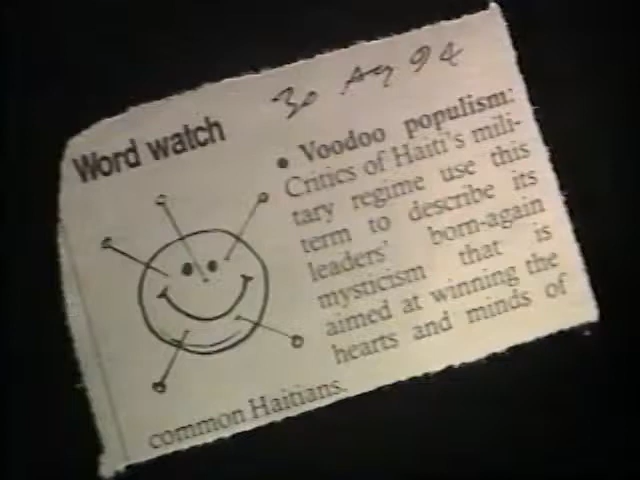 30 Ag 94
Word watch
• Voodoo populism:
Critics of Haiti's mili-
tary regime use this
term to describe its
leaders' born-again
mysticism that is
aimed at winning the
hearts and minds of
common Haitians.